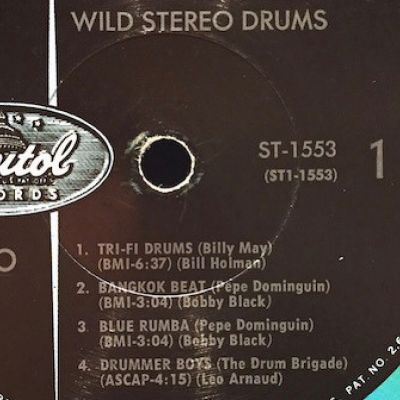 WILD STEREO DRUMS
ST-1553
(ST1-1553)
1
1. TRI-FI DRUMS (Billy May)
(BMI-6:37) (Bill Holman)
2. BANGKOK BEAT (Pepe Dominguin)
(BMI-3:04) (Bobby Black)
3. BLUE RUMBA (Pepe Dominguin)
(BMI-3:04) (Bobby Black)
4. DRUMMER BOYS (The Drum Brigade)
(ASCAP-4:15) (Leo Arnaud)
PAT. NO. 2,6